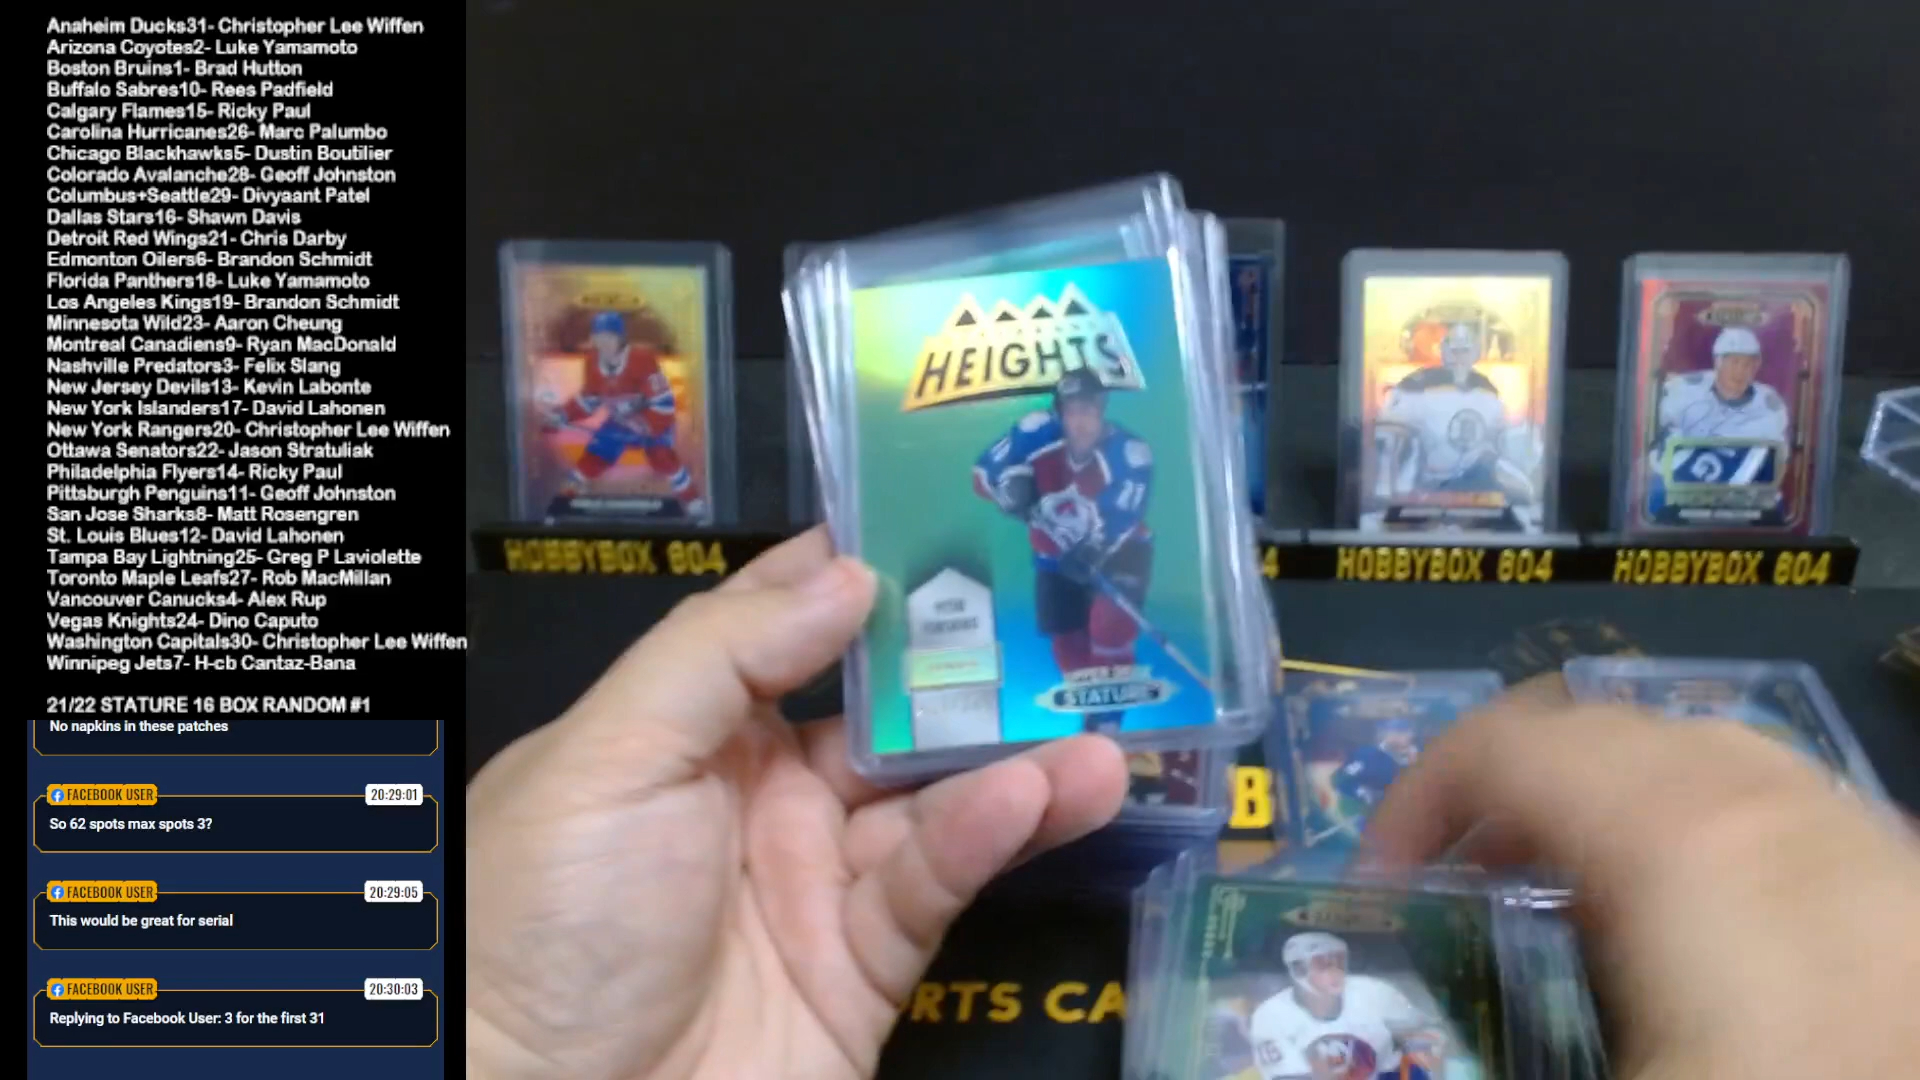 Anaheim Ducks31- Christopher Lee Wiffen
Arizona Coyotes2- Luke Yamamoto
Boston Bruins1- Brad Hutton
Buffalo Sabres10- Rees Padfield
Calgary Flames15- Ricky Paul
Carolina Hurricanes26- Marc Palumbo
Chicago Blackhawks5- Dustin Boutilier
Colorado Avalanche28- Geoff Johnston
Columbus+Seattle29- Divyaant Patel
Dallas Stars16- Shawn Davis
Detroit Red Wings21- Chris Darby
Edmonton Oilers6- Brandon Schmidt
Florida Panthers18- Luke Yamamoto
Los Angeles Kings19- Brandon Schmidt
Minnesota Wild23- Aaron Cheung
Montreal Canadiens9- Ryan MacDonald
Nashville Predators3- Felix Slang
New Jersey Devils13- Kevin Labonte
New York Islanders17- David Lahonen
New York Rangers20- Christopher Lee Wiffen
Ottawa Senators22- Jason Stratuliak
Philadelphia Flyers14- Ricky Paul
Pittsburgh Penguins11- Geoff Johnston
San Jose Sharks8- Matt Rosengren
St. Louis Blues12- David Lahonen
Tampa Bay Lightning25- Greg P Laviolette
Toronto Maple Leafs27- Rob MacMillan
Vancouver Canucks4- Alex Rup
Vegas Knights24- Dino Caputo
Washington Capitals30- Christopher Lee Wiffen
Winnipeg Jets7- H-cb Cantaz-Bana
21/22 STATURE 16 BOX RANDOM #1
No napkins in these patches
FACEBOOK USER 20:29:01
So 62 spots max spots 3?
FACEBOOK USER 20:29:05
This would be great for serial
FACEBOOK USER 20:30:03
Replying to Facebook User: 3 for the first 31
HEIGHTS
21
UPPER DECK
STATURE
HOBBYBOX 604
HOBBYBOX 604
HOBBYBOX 604
B
ORTS CA
16
NY